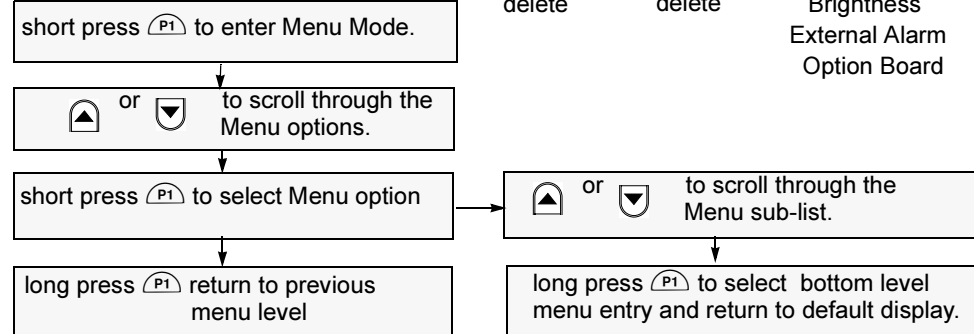 delete delete Brightness
External Alarm
Option Board
short press P1 to enter Menu Mode.
or to scroll through the
Menu options.
short press P1 to select Menu option
or to scroll through the
Menu sub-list.
long press P1 return to previous
menu level
long press P1 to select bottom level
menu entry and return to default display.